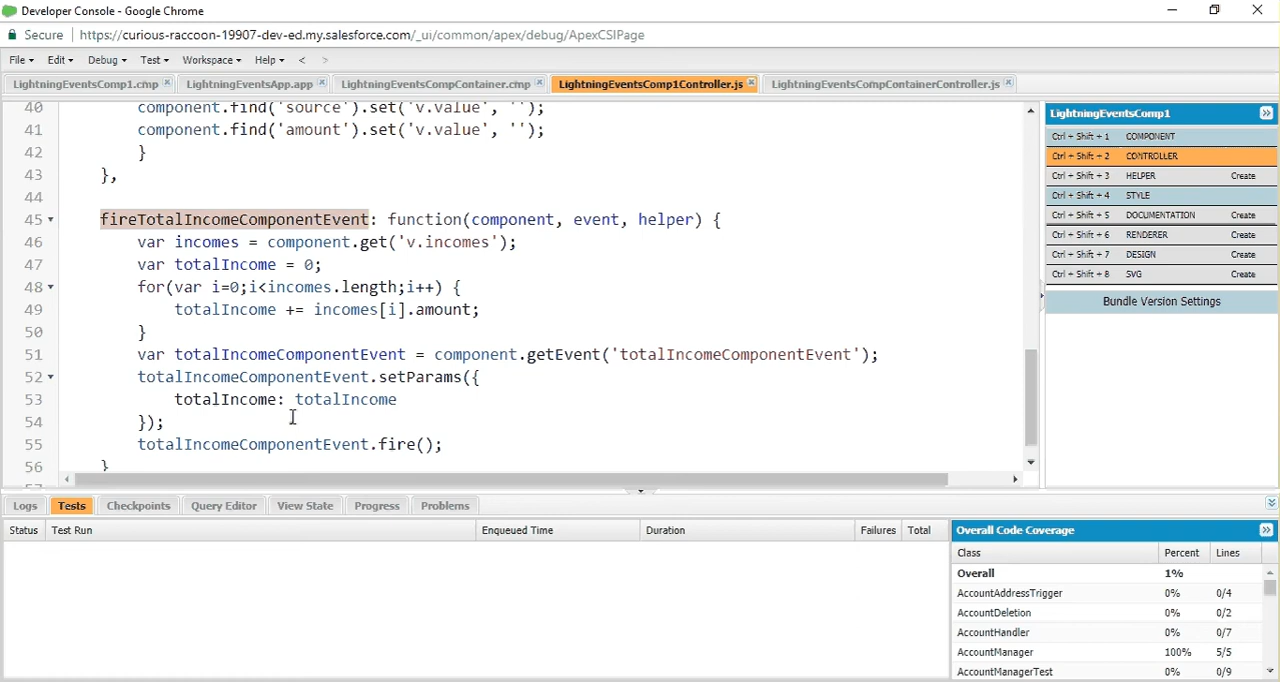 Developer Console - Google Chrome
Secure | https://curious-raccoon-19907-dev-ed.my.salesforce.com/_ui/common/apex/debug/ApexCSIPage
File Edit Debug Test Workspace Help < >
LightningEventsComp1.cmp LightningEventsApp.app LightningEventsCompContainer.cmp LightningEventsComp1Controller.js LightningEventsCompContainerController.js
40 component.find('source').set('v.value', '');
41 component.find('amount').set('v.value', '');
42 }
43 },
44
45 fireTotalIncomeComponentEvent: function(component, event, helper) {
46 var incomes = component.get('v.incomes');
47 var totalIncome = 0;
48 for(var i=0;i<incomes.length;i++) {
49 totalIncome += incomes[i].amount;
50 }
51 var totalIncomeComponentEvent = component.getEvent('totalIncomeComponentEvent');
52 totalIncomeComponentEvent.setParams({
53 totalIncome: totalIncome
54 });
55 totalIncomeComponentEvent.fire();
56 }
57
LightningEventsComp1
Ctrl + Shift + 1 COMPONENT
Ctrl + Shift + 2 CONTROLLER
Ctrl + Shift + 3 HELPER Create
Ctrl + Shift + 4 STYLE
Ctrl + Shift + 5 DOCUMENTATION Create
Ctrl + Shift + 6 RENDERER Create
Ctrl + Shift + 7 DESIGN Create
Ctrl + Shift + 8 SVG Create
Bundle Version Settings
Logs Tests Checkpoints Query Editor View State Progress Problems
Status Test Run Enqueued Time Duration Failures Total
Overall Code Coverage
Class Percent Lines
Overall 1%
AccountAddressTrigger 0% 0/4
AccountDeletion 0% 0/2
AccountHandler 0% 0/7
AccountManager 100% 5/5
AccountManagerTest 0% 0/9